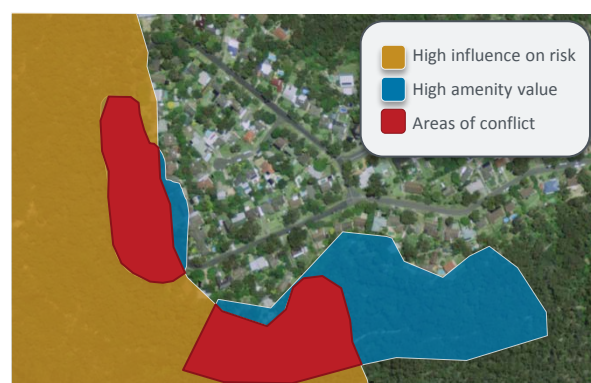 High influence on risk
High amenity value
Areas of conflict